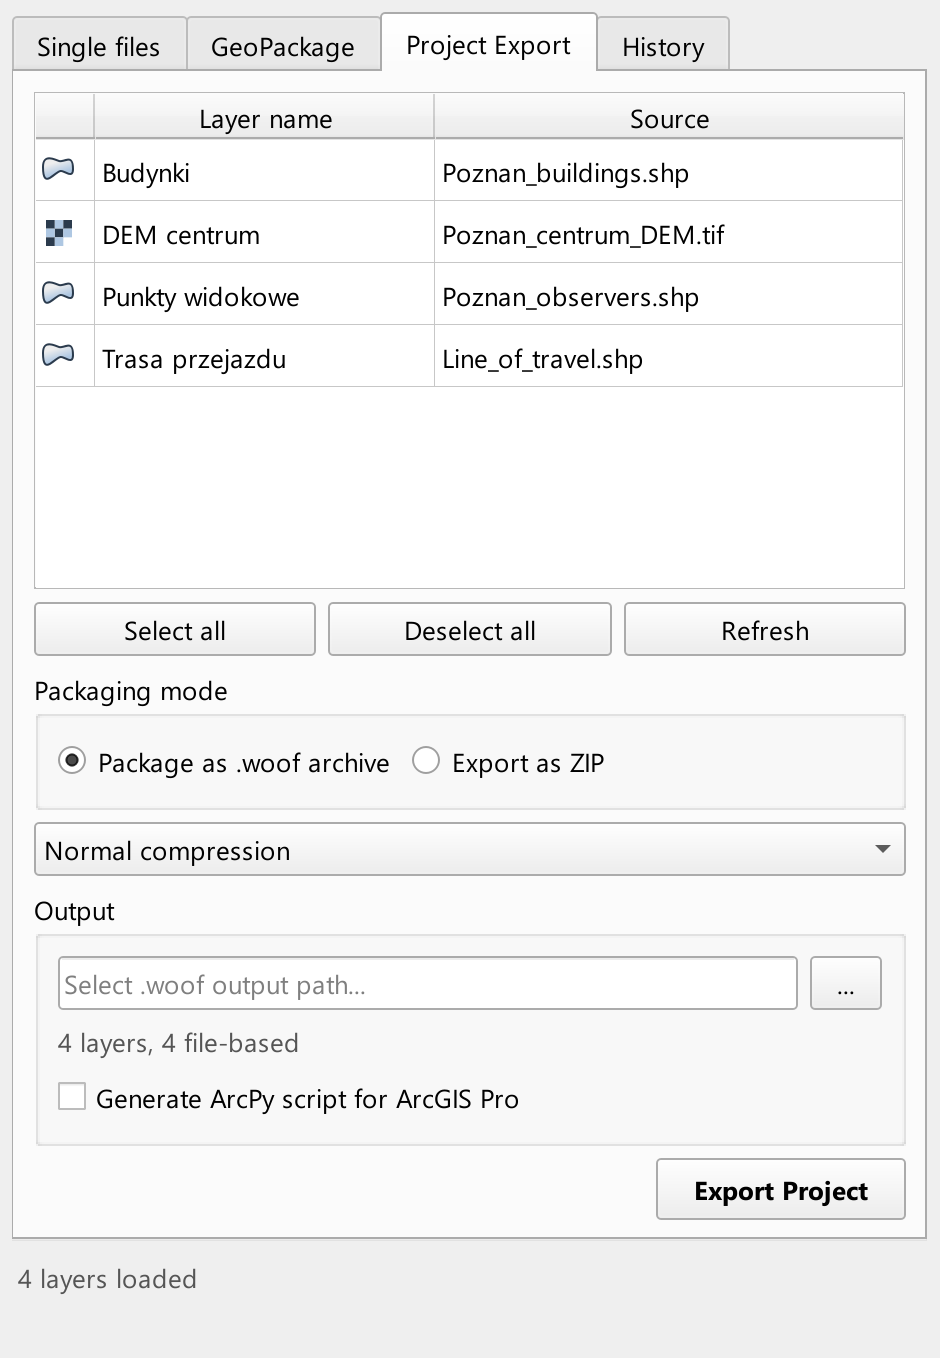 Single files GeoPackage Project Export History
Layer name Source
Budynki Poznan_buildings.shp
DEM centrum Poznan_centrum_DEM.tif
Punkty widokowe Poznan_observers.shp
Trasa przejazdu Line_of_travel.shp
Select all Deselect all Refresh
Packaging mode
Package as .woof archive Export as ZIP
Normal compression
Output
Select .woof output path... ...
4 layers, 4 file-based
Generate ArcPy script for ArcGIS Pro
Export Project
4 layers loaded